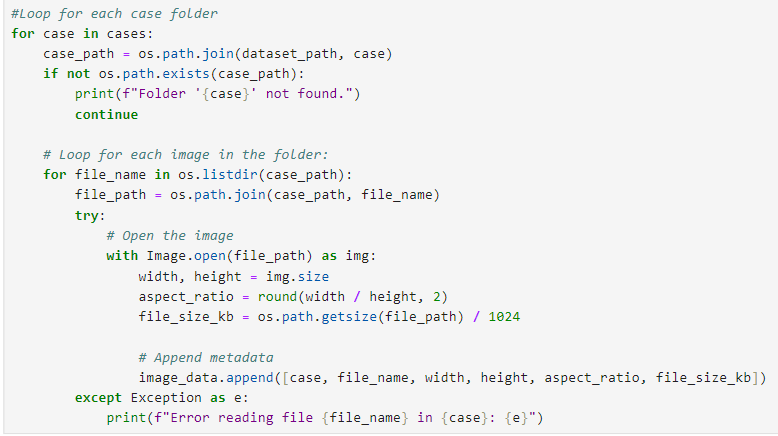 #Loop for each case folder
for case in cases:
    case_path = os.path.join(dataset_path, case)
    if not os.path.exists(case_path):
        print(f"Folder '{case}' not found.")
        continue

    # Loop for each image in the folder:
    for file_name in os.listdir(case_path):
        file_path = os.path.join(case_path, file_name)
        try:
            # Open the image
            with Image.open(file_path) as img:
                width, height = img.size
                aspect_ratio = round(width / height, 2)
                file_size_kb = os.path.getsize(file_path) / 1024

                # Append metadata
                image_data.append([case, file_name, width, height, aspect_ratio, file_size_kb])
        except Exception as e:
            print(f"Error reading file {file_name} in {case}: {e}")